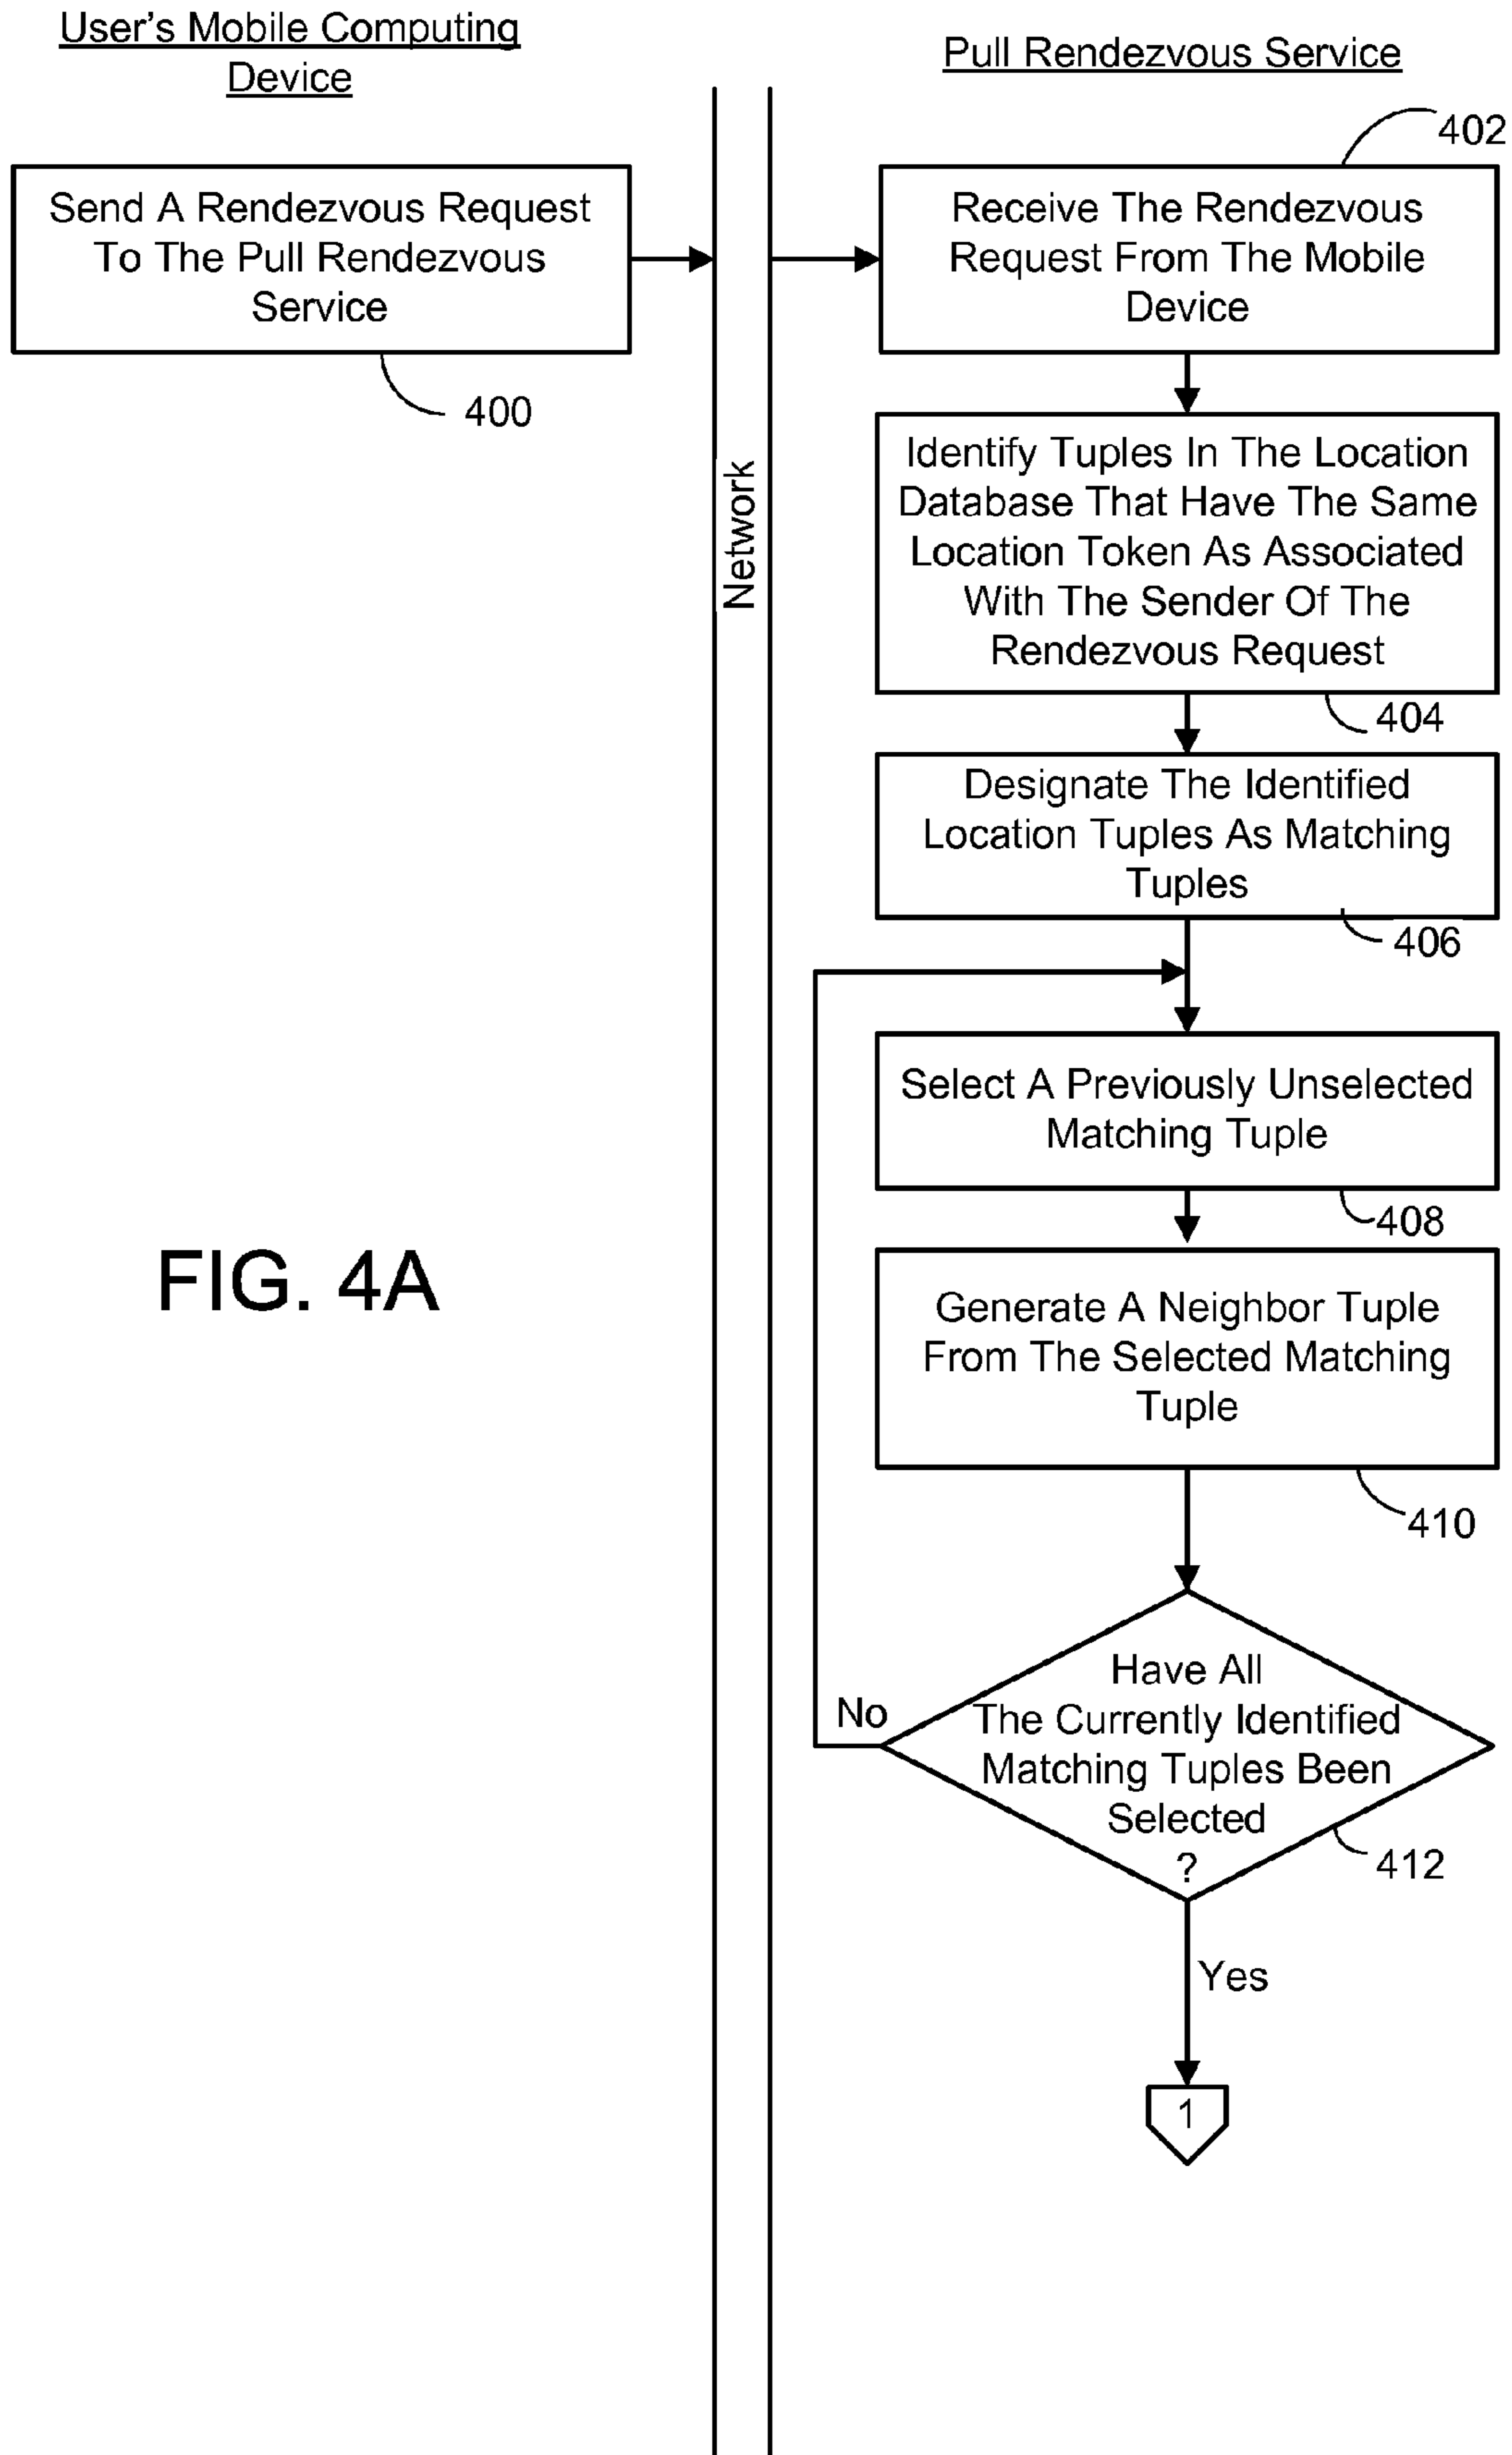 User's Mobile Computing
Device
Pull Rendezvous Service
402
Send A Rendezvous Request
To The Pull Rendezvous
Service
400
Network
Receive The Rendezvous
Request From The Mobile
Device
Identify Tuples In The Location
Database That Have The Same
Location Token As Associated
With The Sender Of The
Rendezvous Request
404
Designate The Identified
Location Tuples As Matching
Tuples
406
Select A Previously Unselected
Matching Tuple
408
FIG. 4A
Generate A Neighbor Tuple
From The Selected Matching
Tuple
410
Have All
The Currently Identified
Matching Tuples Been
Selected
?
No
412
Yes
1